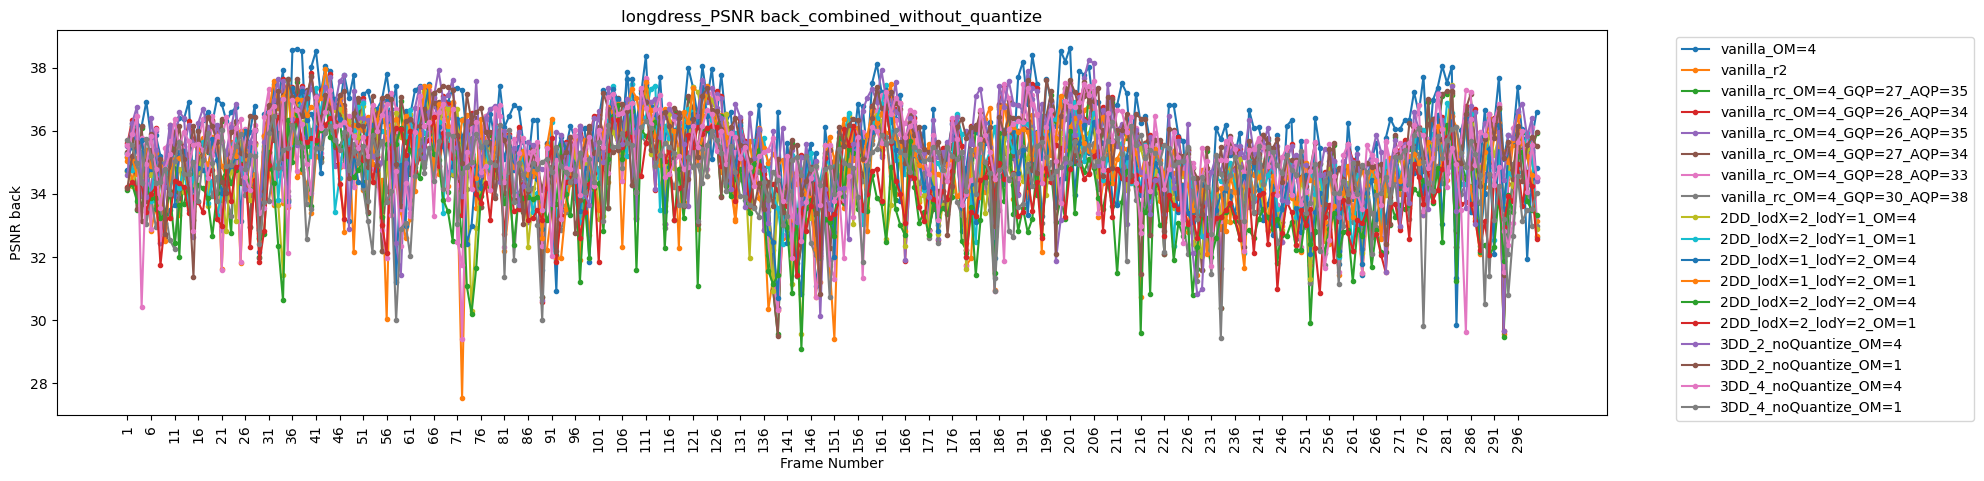 longdress_PSNR back_combined_without_quantize
PSNR back
38
36
34
32
30
28
1 6 11 16 21 26 31 36 41 46 51 56 61 66 71 76 81 86 91 96 101 106 111 116 121 126 131 136 141 146 151 156 161 166 171 176 181 186 191 196 201 206 211 216 221 226 231 236 241 246 251 256 261 266 271 276 281 286 291 296
Frame Number
vanilla_OM=4
vanilla_r2
vanilla_rc_OM=4_GQP=27_AQP=35
vanilla_rc_OM=4_GQP=26_AQP=34
vanilla_rc_OM=4_GQP=26_AQP=35
vanilla_rc_OM=4_GQP=27_AQP=34
vanilla_rc_OM=4_GQP=28_AQP=33
vanilla_rc_OM=4_GQP=30_AQP=38
2DD_lodX=2_lodY=1_OM=4
2DD_lodX=2_lodY=1_OM=1
2DD_lodX=1_lodY=2_OM=4
2DD_lodX=1_lodY=2_OM=1
2DD_lodX=2_lodY=2_OM=4
2DD_lodX=2_lodY=2_OM=1
3DD_2_noQuantize_OM=4
3DD_2_noQuantize_OM=1
3DD_4_noQuantize_OM=4
3DD_4_noQuantize_OM=1